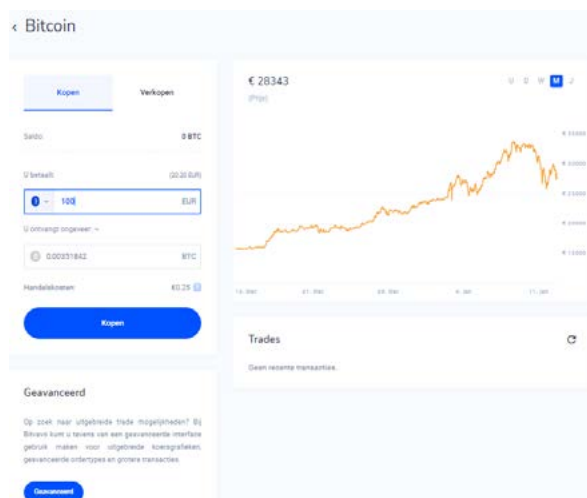 ‹ Bitcoin
Kopen Verkopen
Saldo: 0 BTC
U betaalt:
100 EUR
U ontvangt ongeveer:
BTC
Handelskosten €0.25
Kopen
Geavanceerd
Op zoek naar uitgebreide trade mogelijkheden? Bij
Bitvavo kunt u tevens van een geavanceerde interface
gebruik maken voor uitgebreide koersgrafieken,
geavanceerde ordertypes en grotere transacties.
Geavanceerd
€ 28343
(Prijs)
U D W M J
Trades
Geen recente transacties.